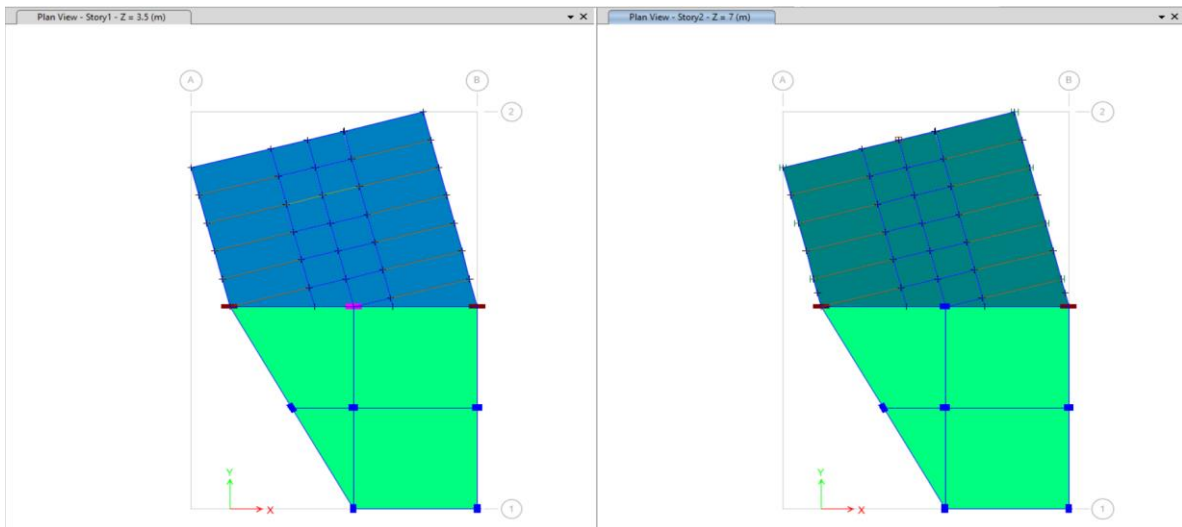 Plan View - Story1 - Z = 3.5 (m)
A
B
2
Y
X
1
Plan View - Story2 - Z = 7 (m)
A
B
2
Y
X
1